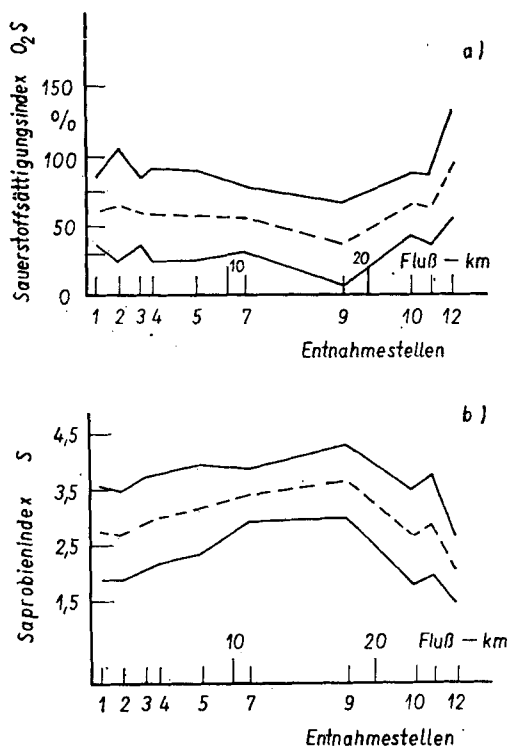 Sauerstoffsättigungsindex O₂S
a)
150
%
100
50
0
10
20
Fluß – km
1 2 3 4 5 7 9 10 12
Entnahmestellen
b)
Saprobienindex S
4,5
3,5
2,5
1,5
10
20
Fluß – km
1 2 3 4 5 7 9 10 12
Entnahmestellen